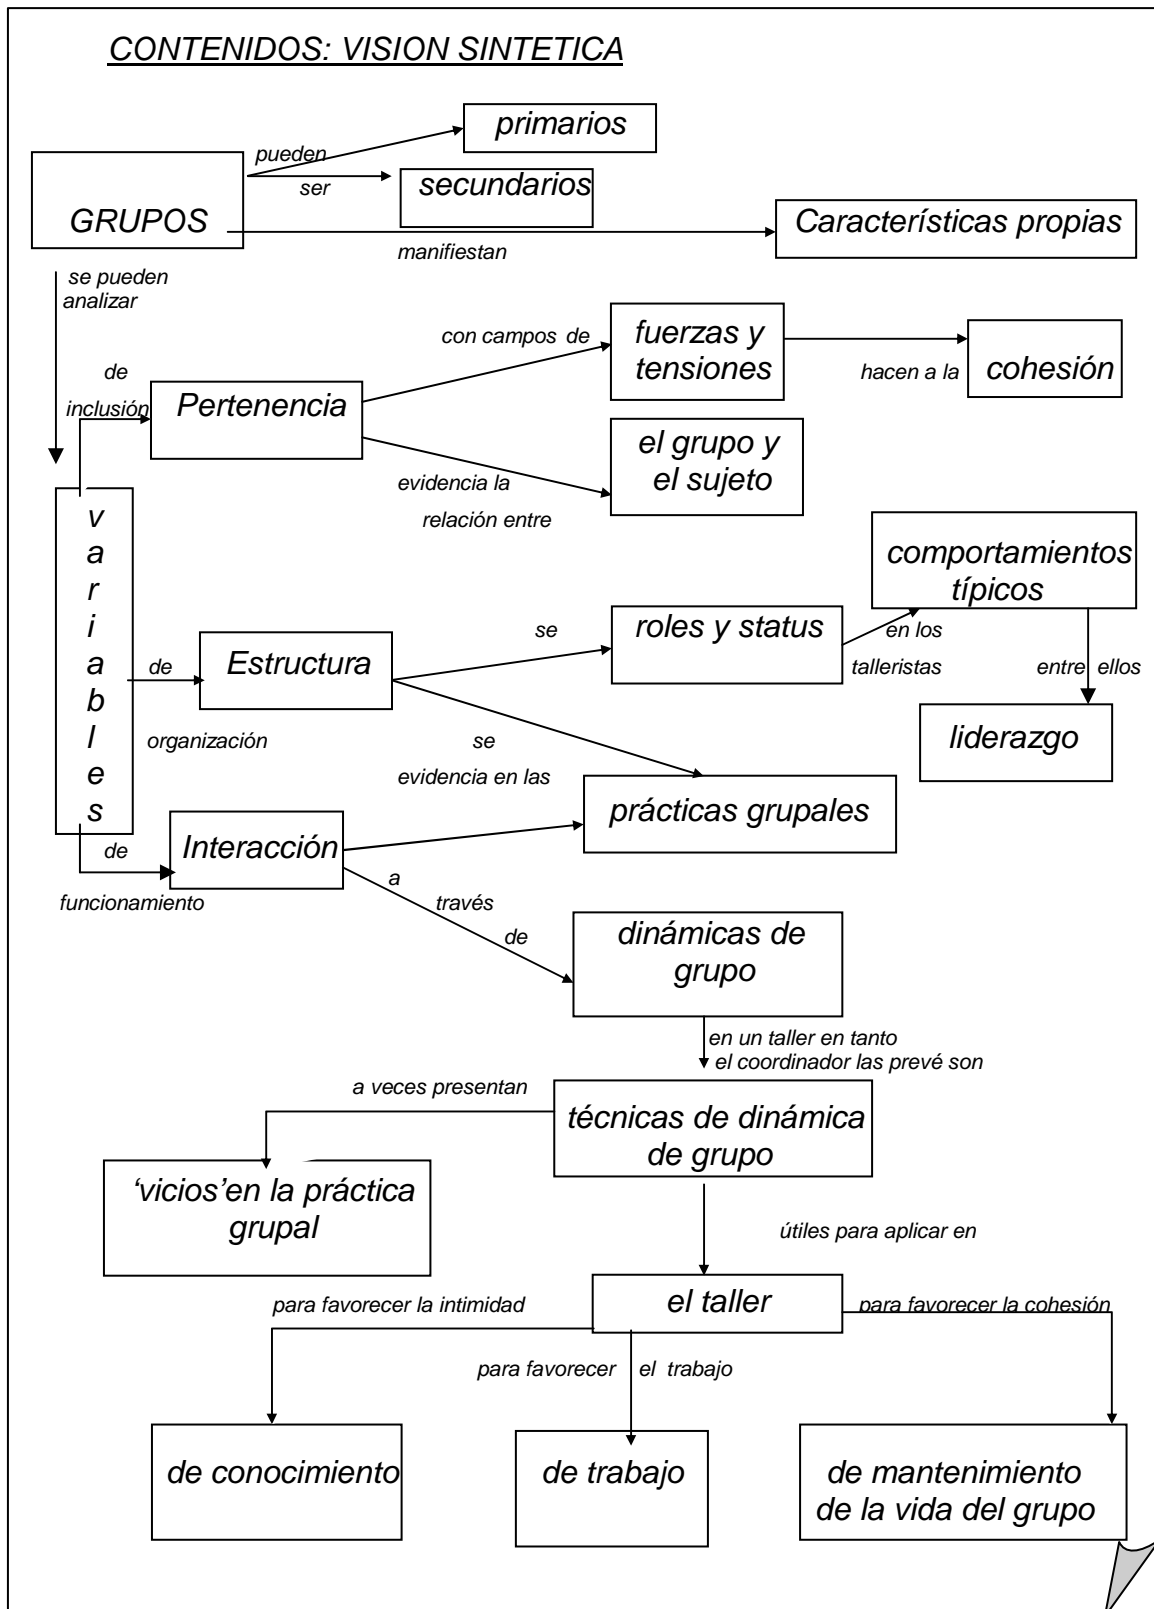 CONTENIDOS: VISION SINTETICA
primarios
pueden
ser
secundarios
GRUPOS
Características propias
manifiestan
se pueden
analizar
con campos de
fuerzas y
tensiones
hacen a la
cohesión
de
inclusión
Pertenencia
el grupo y
el sujeto
evidencia la
relación entre
v
a
r
i
a
b
l
e
s
comportamientos
típicos
se
roles y status
en los
talleristas
entre ellos
de
Estructura
organización
liderazgo
se
evidencia en las
prácticas grupales
de
Interacción
funcionamiento
a
través
de
dinámicas de
grupo
en un taller en tanto
el coordinador las prevé son
a veces presentan
técnicas de dinámica
de grupo
‘vicios’en la práctica
grupal
útiles para aplicar en
para favorecer la intimidad
el taller
para favorecer la cohesión
para favorecer el trabajo
de conocimiento
de trabajo
de mantenimiento
de la vida del grupo